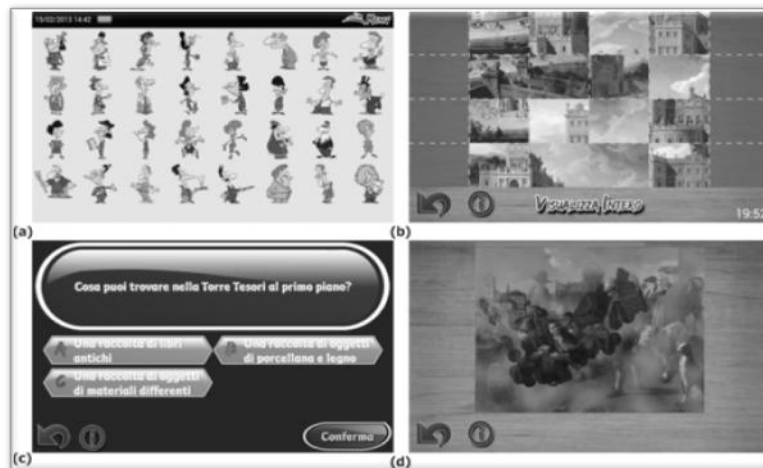 19/02/2013 14:42
(a)
VISUALIZZA INTERO
19:52
(b)
Cosa puoi trovare nella Torre Tesori al primo piano?
A Una raccolta di libri
antichi
B Una raccolta di oggetti
di porcellana e legno
C Una raccolta di oggetti
di materiali differenti
Conferma
(c)
(d)